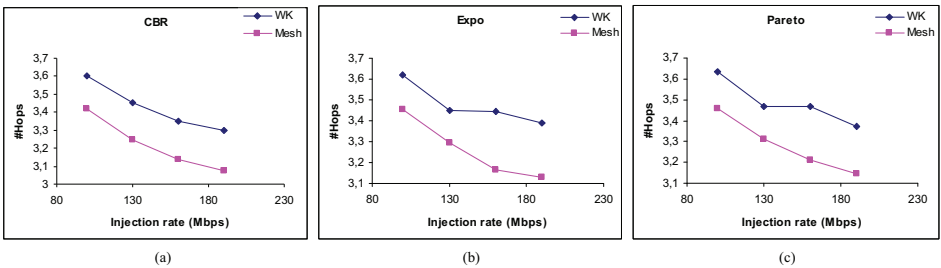 CBR
WK
Mesh
3,7
3,6
3,5
3,4
3,3
3,2
3,1
3
#Hops
80
130
180
230
Injection rate (Mbps)
(a)
Expo
WK
Mesh
3,7
3,6
3,5
3,4
3,3
3,2
3,1
#Hops
80
130
180
230
Injection rate (Mbps)
(b)
Pareto
WK
Mesh
3,7
3,6
3,5
3,4
3,3
3,2
3,1
#Hops
80
130
180
230
Injection rate (Mbps)
(c)